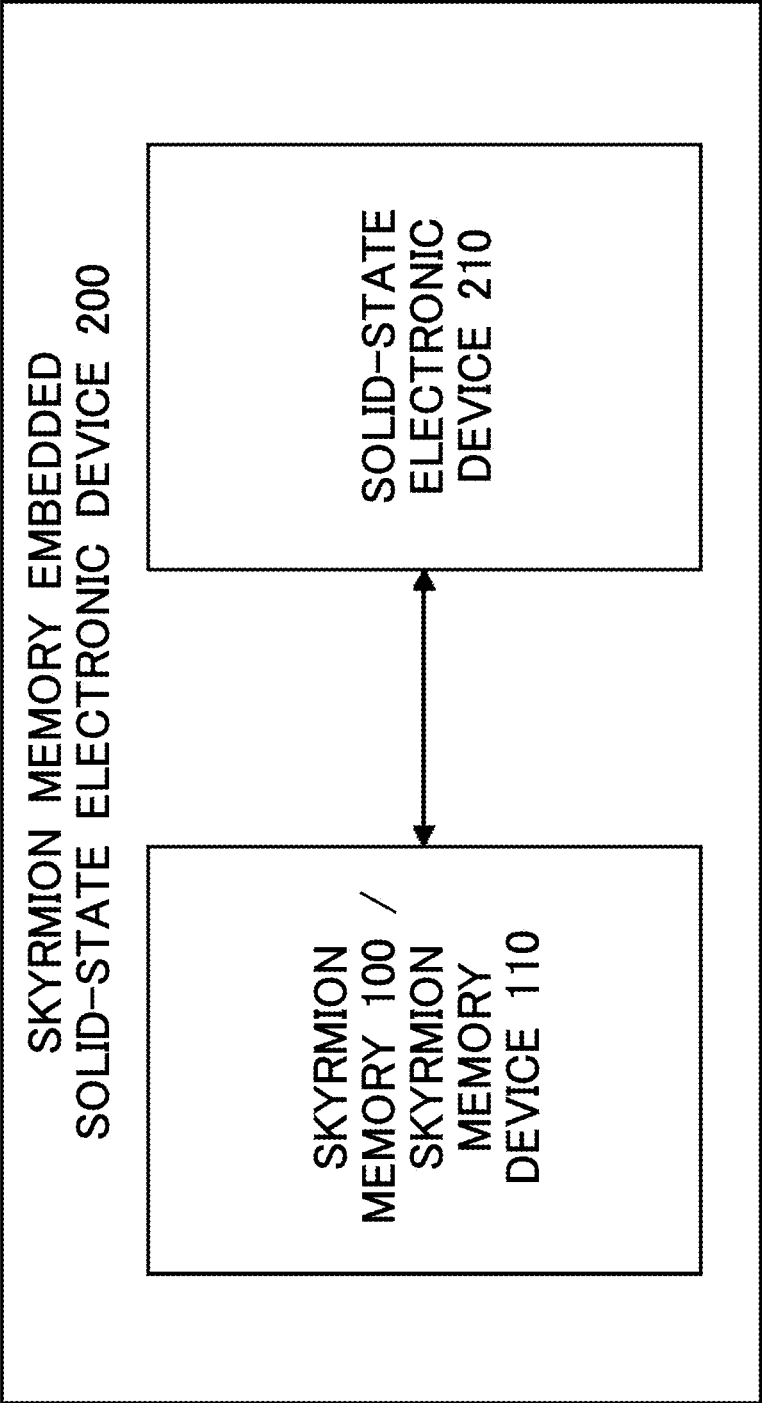 SKYRMION MEMORY EMBEDDED
SOLID-STATE ELECTRONIC DEVICE 200
SKYRMION
MEMORY 100 /
SKYRMION
MEMORY
DEVICE 110
SOLID-STATE
ELECTRONIC
DEVICE 210